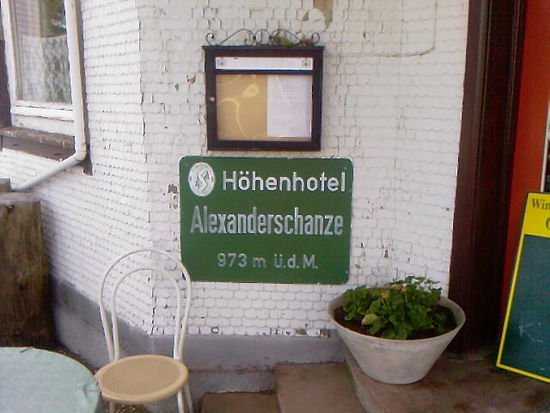 Höhenhotel
Alexanderschanze
973 m ü.d.M.